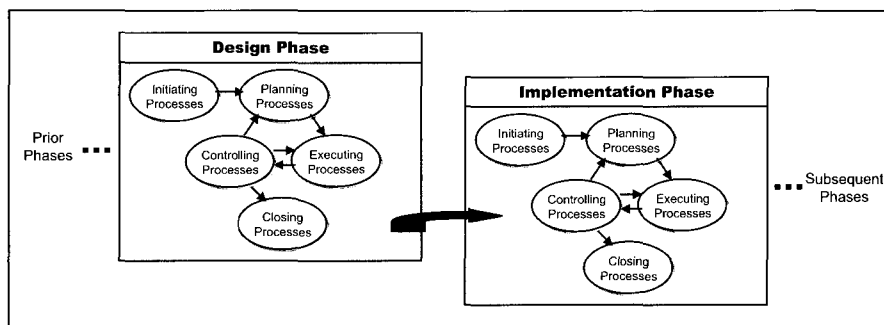 Prior
Phases
Design Phase
Initiating
Processes
Planning
Processes
Controlling
Processes
Executing
Processes
Closing
Processes
Implementation Phase
Initiating
Processes
Planning
Processes
Controlling
Processes
Executing
Processes
Closing
Processes
Subsequent
Phases